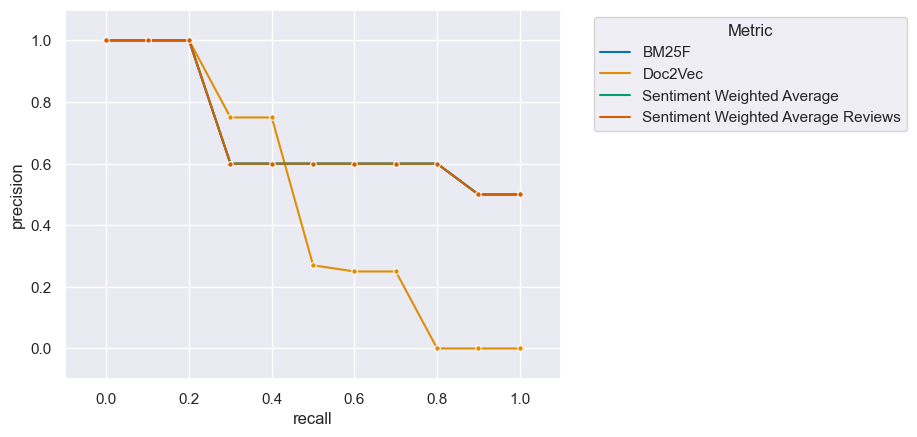 Metric
BM25F
Doc2Vec
Sentiment Weighted Average
Sentiment Weighted Average Reviews
precision
1.0
0.8
0.6
0.4
0.2
0.0
0.0 0.2 0.4 0.6 0.8 1.0
recall